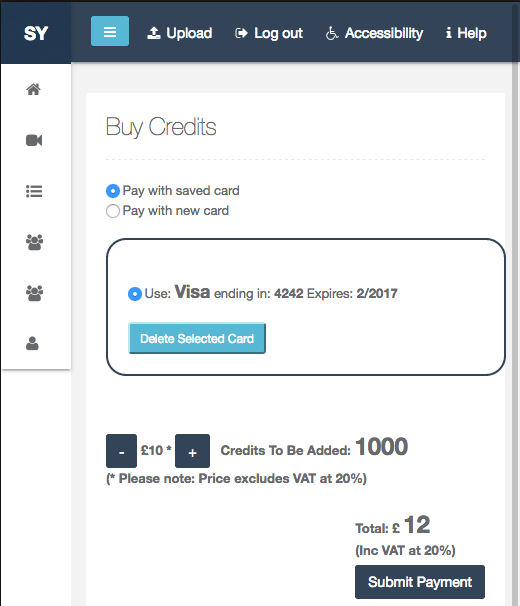 SY
Upload Log out Accessibility Help
Buy Credits
Pay with saved card
Pay with new card
Use: Visa ending in: 4242 Expires: 2/2017
Delete Selected Card
- £10 * + Credits To Be Added: 1000
(* Please note: Price excludes VAT at 20%)
Total: £ 12
(Inc VAT at 20%)
Submit Payment